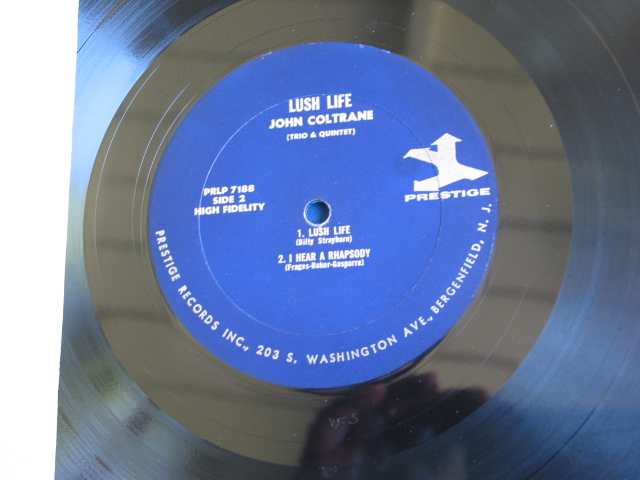 LUSH LIFE
JOHN COLTRANE
(TRIO & QUINTET)
PRESTIGE
PRLP 7188
SIDE 2
HIGH FIDELITY
1. LUSH LIFE
(Billy Strayhorn)
2. I HEAR A RHAPSODY
(Frages-Baker-Gasparre)
PRESTIGE RECORDS INC., 203 S. WASHINGTON AVE., BERGENFIELD, N. J.